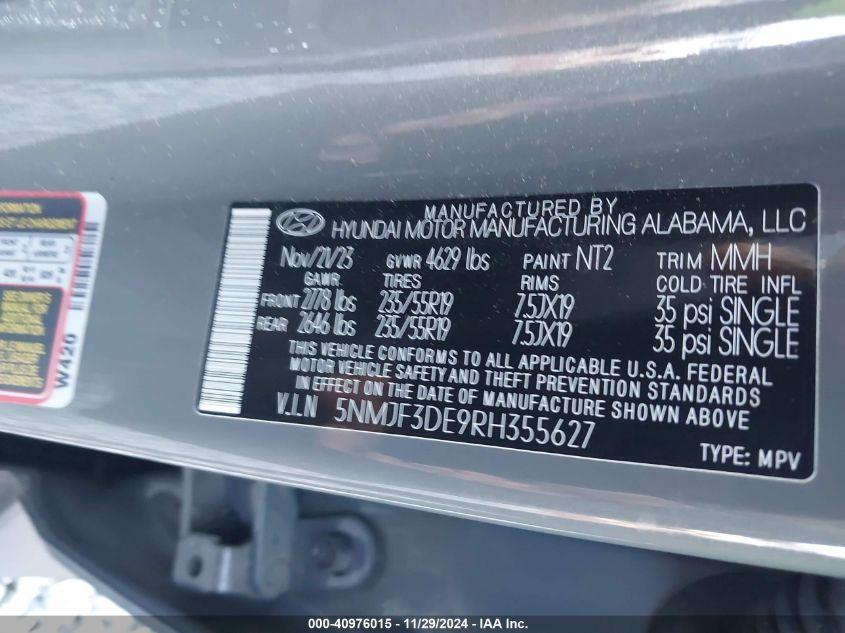 MANUFACTURED BY
HYUNDAI MOTOR MANUFACTURING ALABAMA, LLC
Nov/21/23 GVWR 4629 lbs PAINT NT2 TRIM MMH
GAWR TIRES RIMS COLD TIRE INFL
FRONT 2178 lbs 235/55R19 7.5JX19 35 psi SINGLE
REAR 2646 lbs 235/55R19 7.5JX19 35 psi SINGLE
THIS VEHICLE CONFORMS TO ALL APPLICABLE U.S.A. FEDERAL
MOTOR VEHICLE SAFETY AND THEFT PREVENTION STANDARDS
IN EFFECT ON THE DATE OF MANUFACTURE SHOWN ABOVE
V.I.N 5NMJF3DE9RH355627
TYPE: MPV
W420
000-40976015 - 11/29/2024 - IAA Inc.